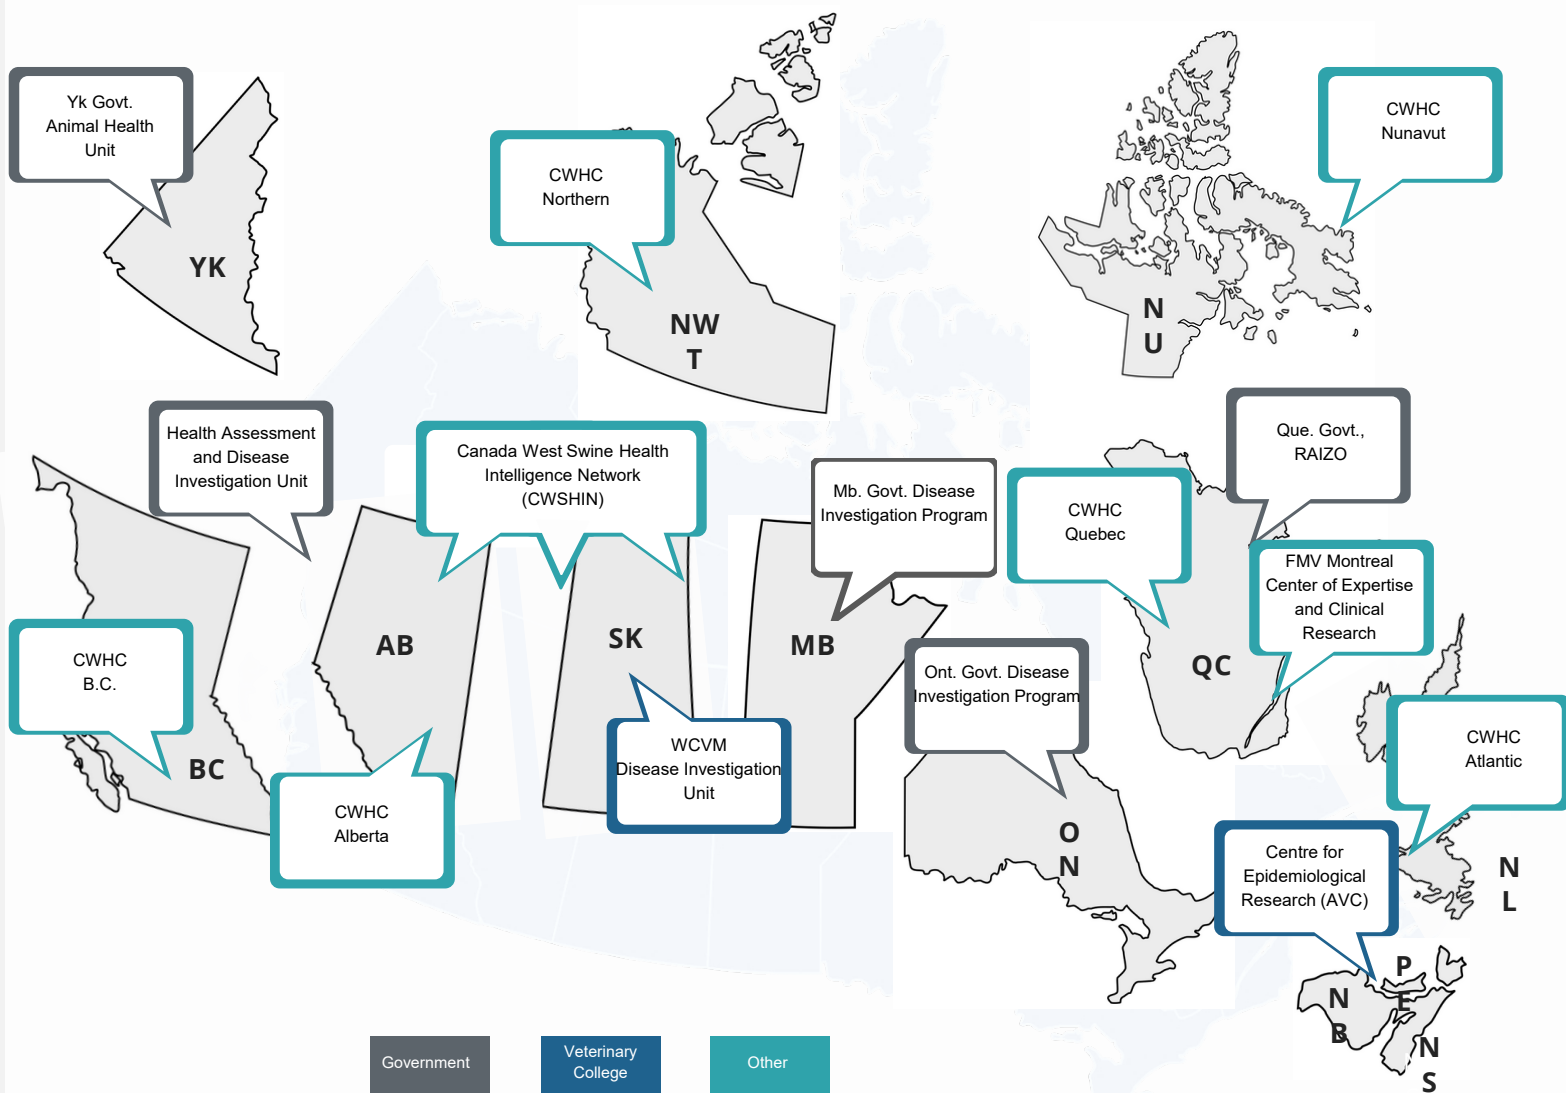 Yk Govt.
Animal Health
Unit
YK
CWHC
Northern
NW
T
CWHC
Nunavut
N
U
Health Assessment
and Disease
Investigation Unit
Canada West Swine Health
Intelligence Network
(CWSHIN)
Mb. Govt. Disease
Investigation Program
CWHC
Quebec
Que. Govt.,
RAIZO
FMV Montreal
Center of Expertise
and Clinical
Research
CWHC
B.C.
BC
AB
CWHC
Alberta
SK
WCVM
Disease Investigation
Unit
MB
Ont. Govt. Disease
Investigation Program
O
N
QC
CWHC
Atlantic
N
L
Centre for
Epidemiological
Research (AVC)
P
E
N
B
N
S
Government
Veterinary
College
Other